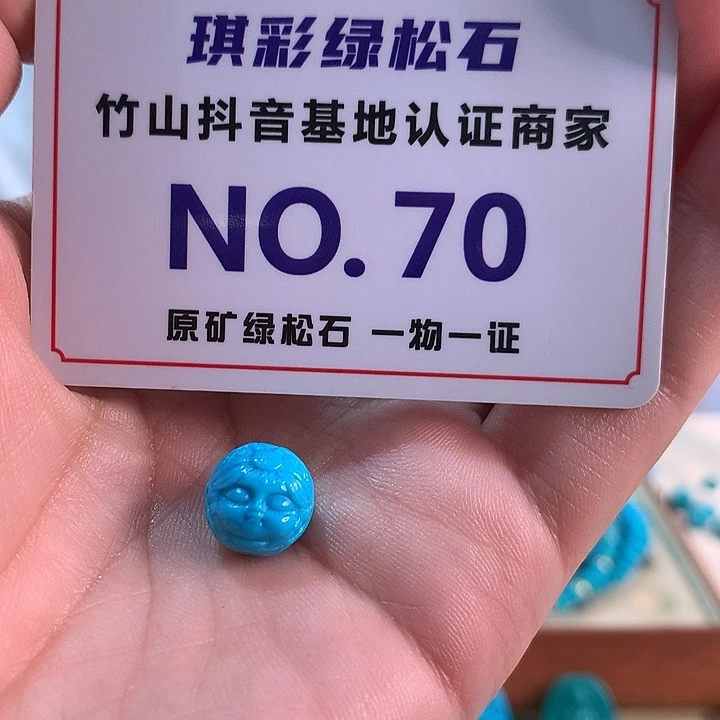 琪彩绿松石
竹山抖音基地认证商家
NO. 70
原矿绿松石 一物一证